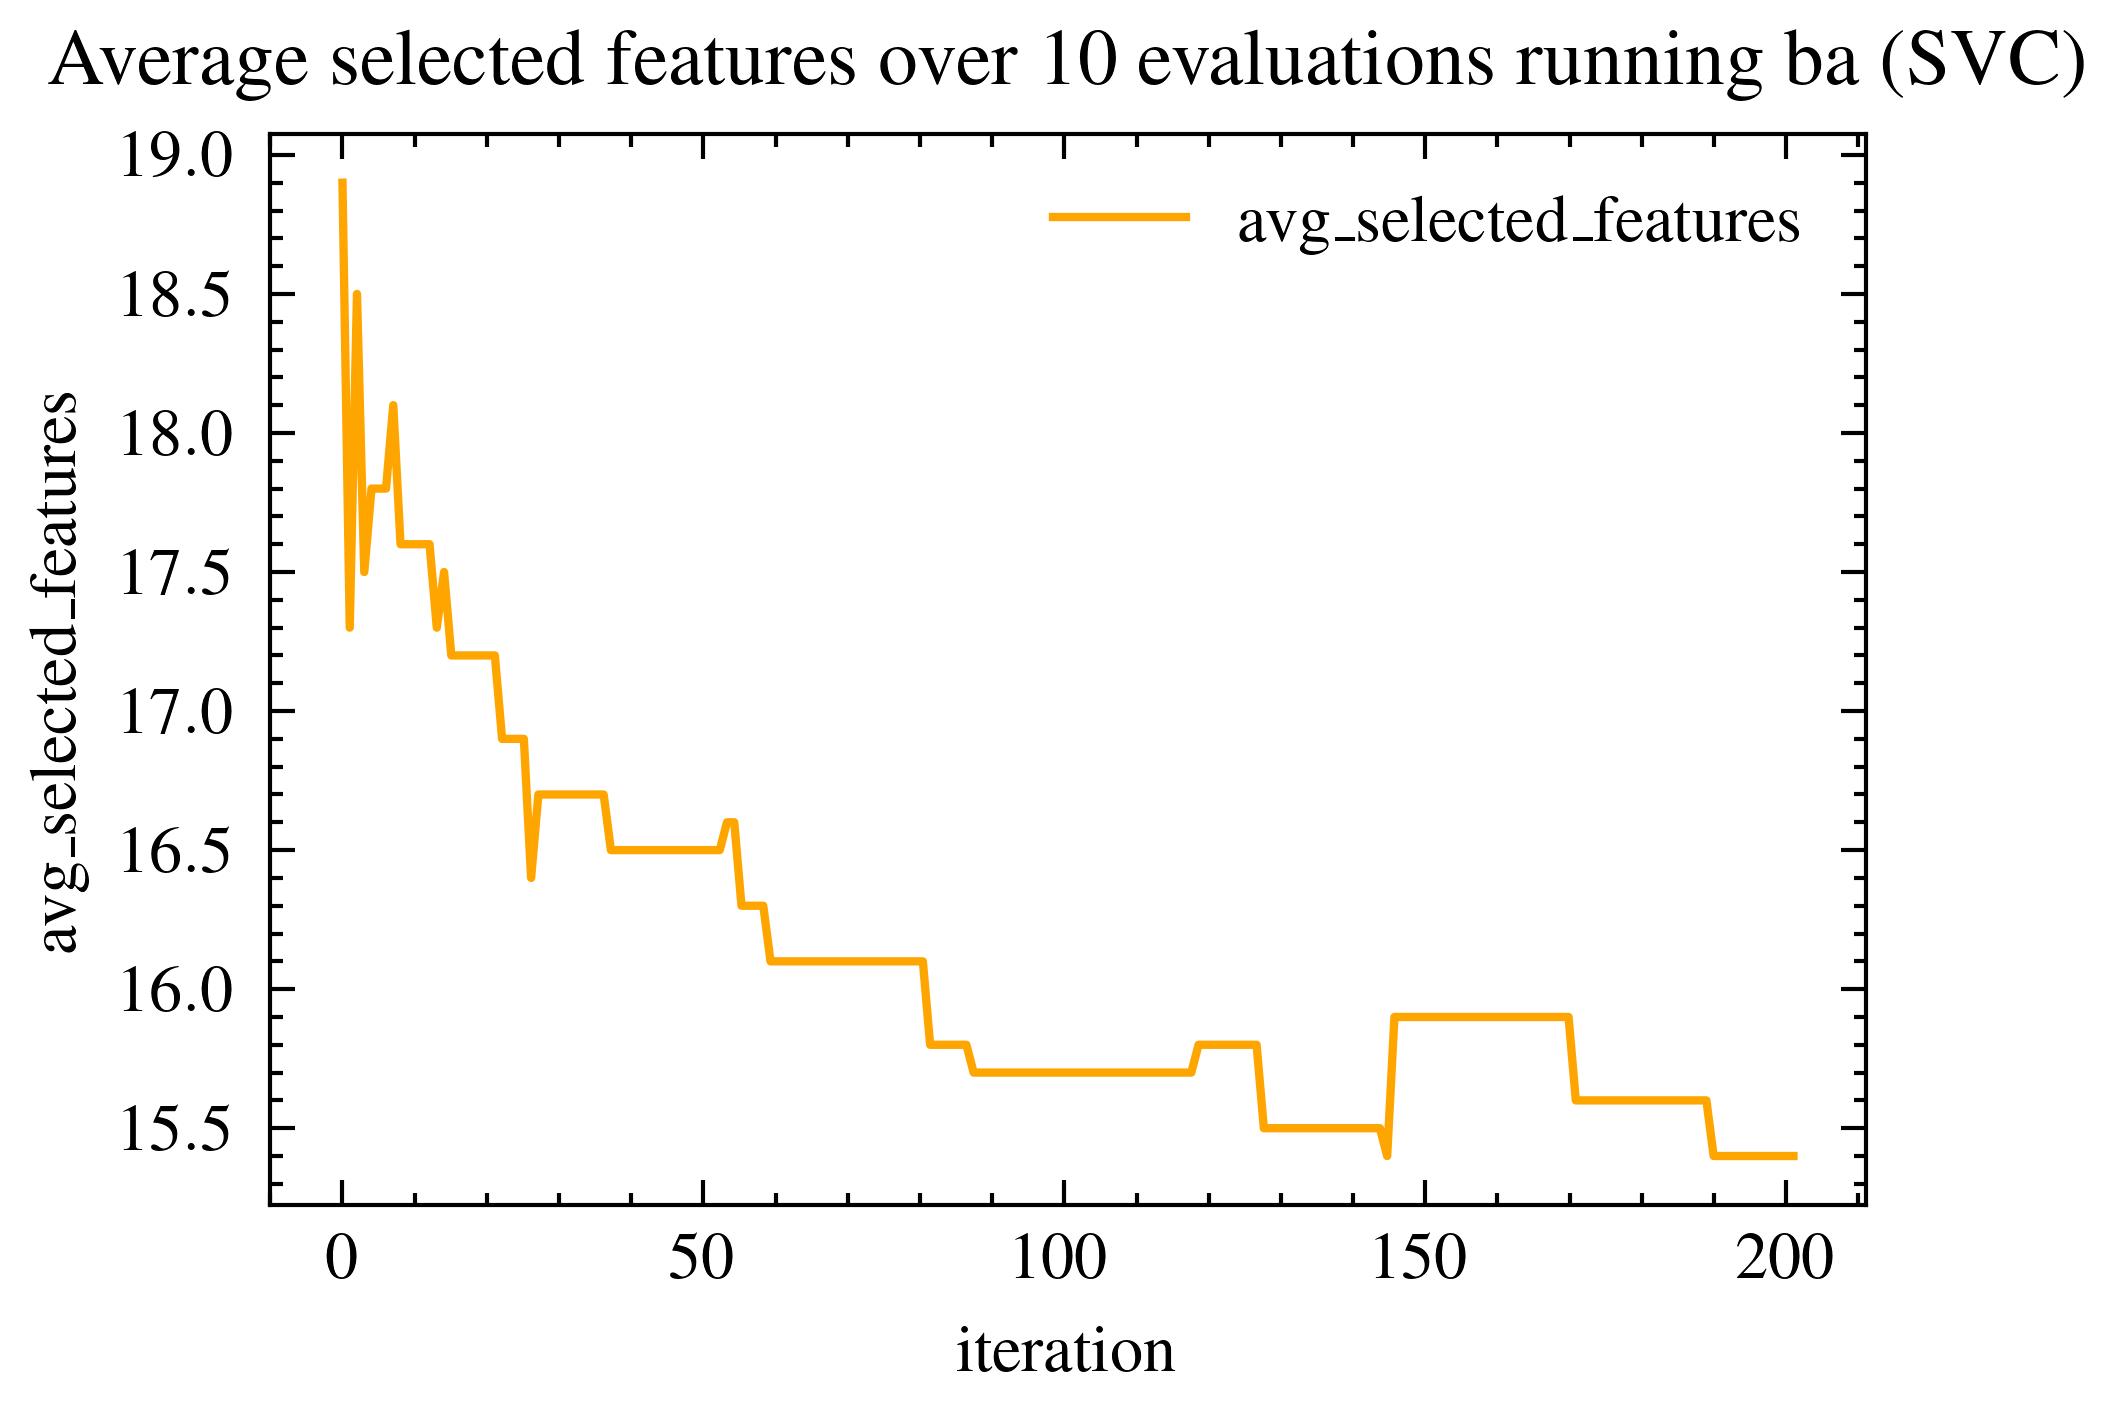 Average selected features over 10 evaluations running ba (SVC)
avg_selected_features
19.0
18.5
18.0
17.5
17.0
16.5
16.0
15.5
avg_selected_features
0 50 100 150 200
iteration